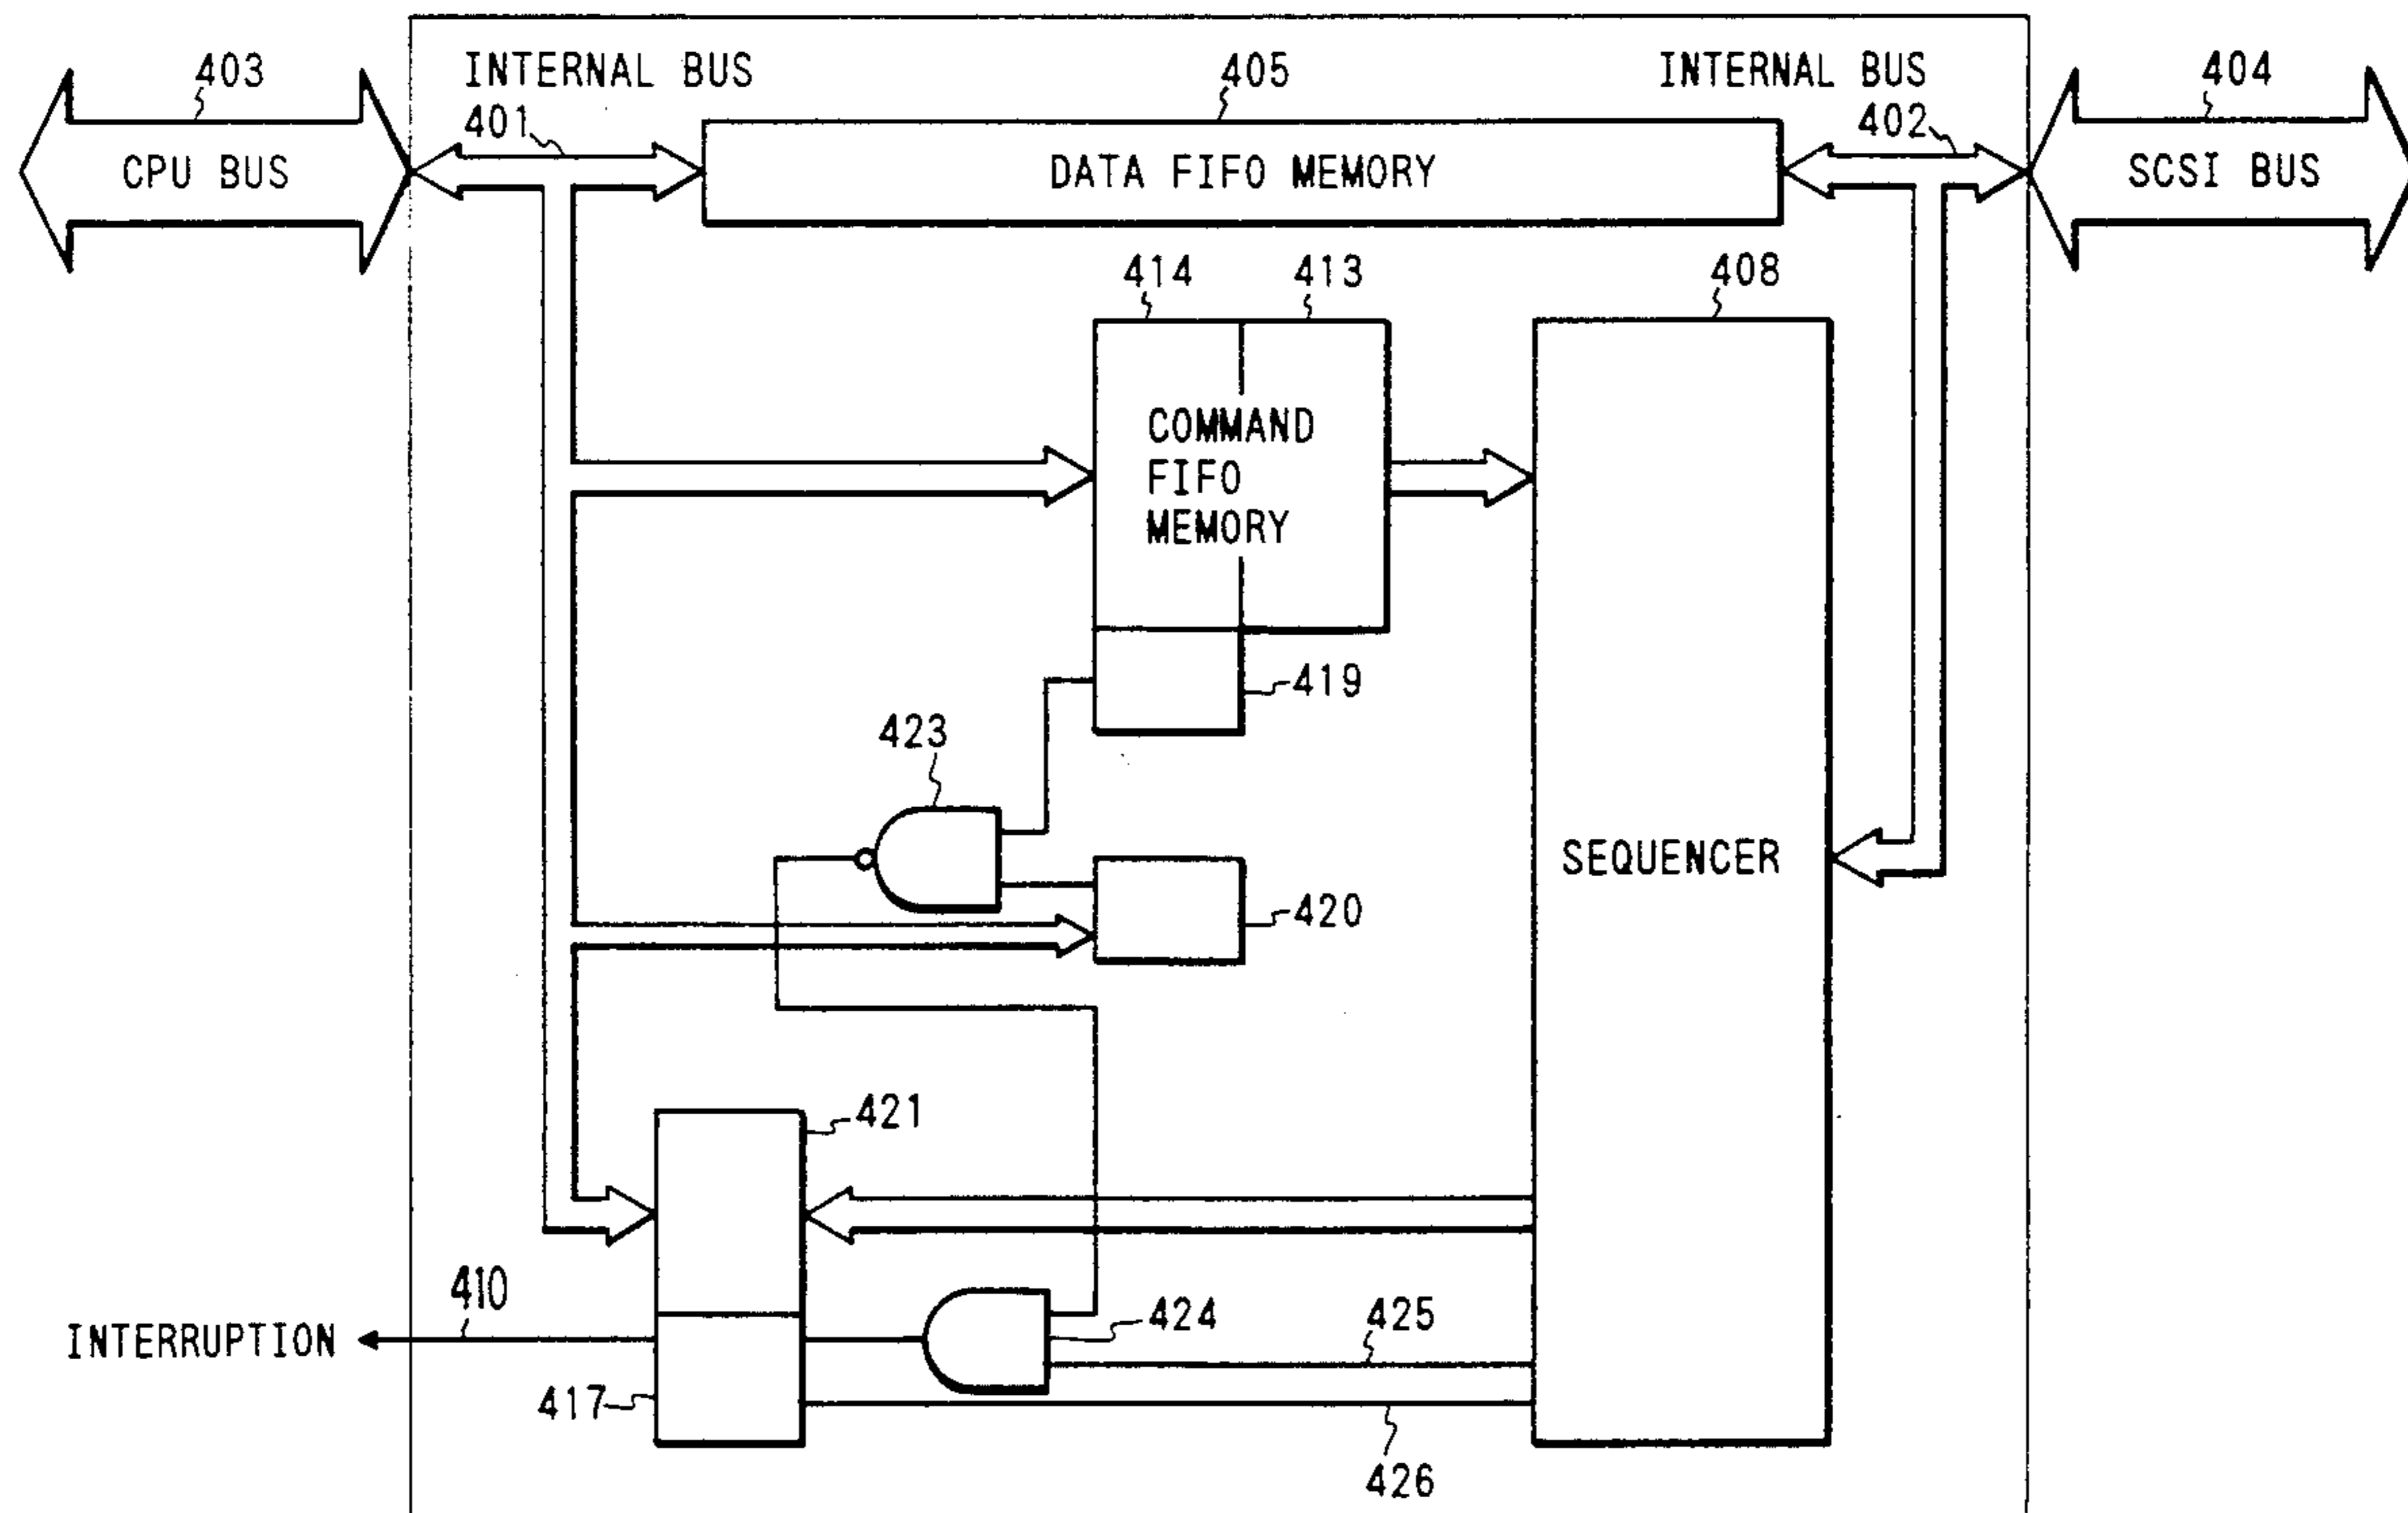 403
INTERNAL BUS
401
405
INTERNAL BUS
402
404
CPU BUS
DATA FIFO MEMORY
SCSI BUS
414
413
408
COMMAND
FIFO
MEMORY
419
423
SEQUENCER
420
421
410
INTERRUPTION
424
425
417
426